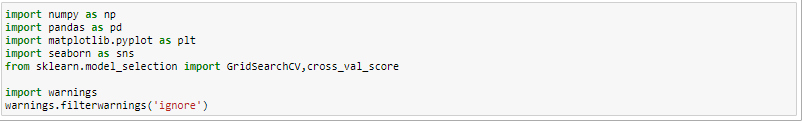 import numpy as np
import pandas as pd
import matplotlib.pyplot as plt
import seaborn as sns
from sklearn.model_selection import GridSearchCV,cross_val_score
import warnings
warnings.filterwarnings('ignore')